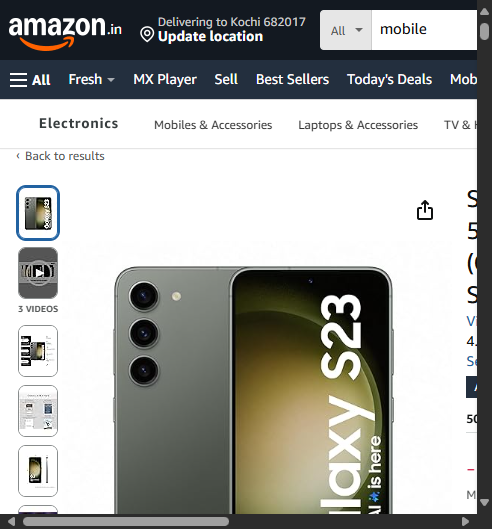 amazon.in
Delivering to Kochi 682017
Update location
All
mobile
All
Fresh
MX Player
Sell
Best Sellers
Today's Deals
Mob
Electronics
Mobiles & Accessories
Laptops & Accessories
TV &
‹ Back to results
3 VIDEOS
S
5
(
S
Vi
4.
Se
50
M
Galaxy S23
AI is here